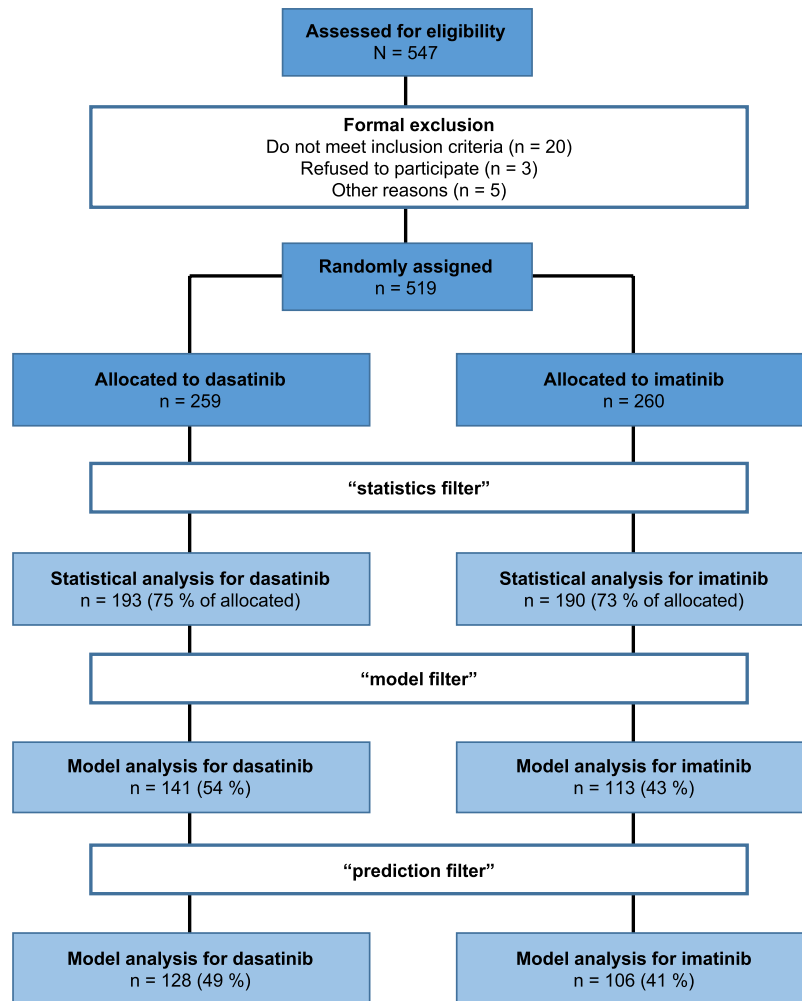 Assessed for eligibility
N = 547
Formal exclusion
Do not meet inclusion criteria (n = 20)
Refused to participate (n = 3)
Other reasons (n = 5)
Randomly assigned
n = 519
Allocated to dasatinib
n = 259
Allocated to imatinib
n = 260
“statistics filter”
Statistical analysis for dasatinib
n = 193 (75 % of allocated)
Statistical analysis for imatinib
n = 190 (73 % of allocated)
“model filter”
Model analysis for dasatinib
n = 141 (54 %)
Model analysis for imatinib
n = 113 (43 %)
“prediction filter”
Model analysis for dasatinib
n = 128 (49 %)
Model analysis for imatinib
n = 106 (41 %)